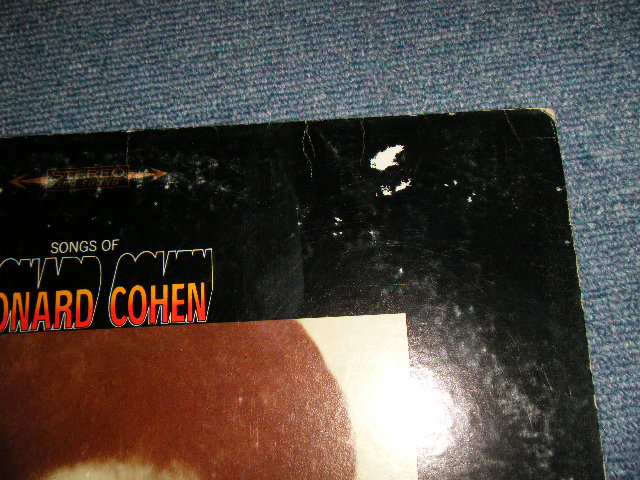 STEREO
SONGS OF
ONARD COHEN